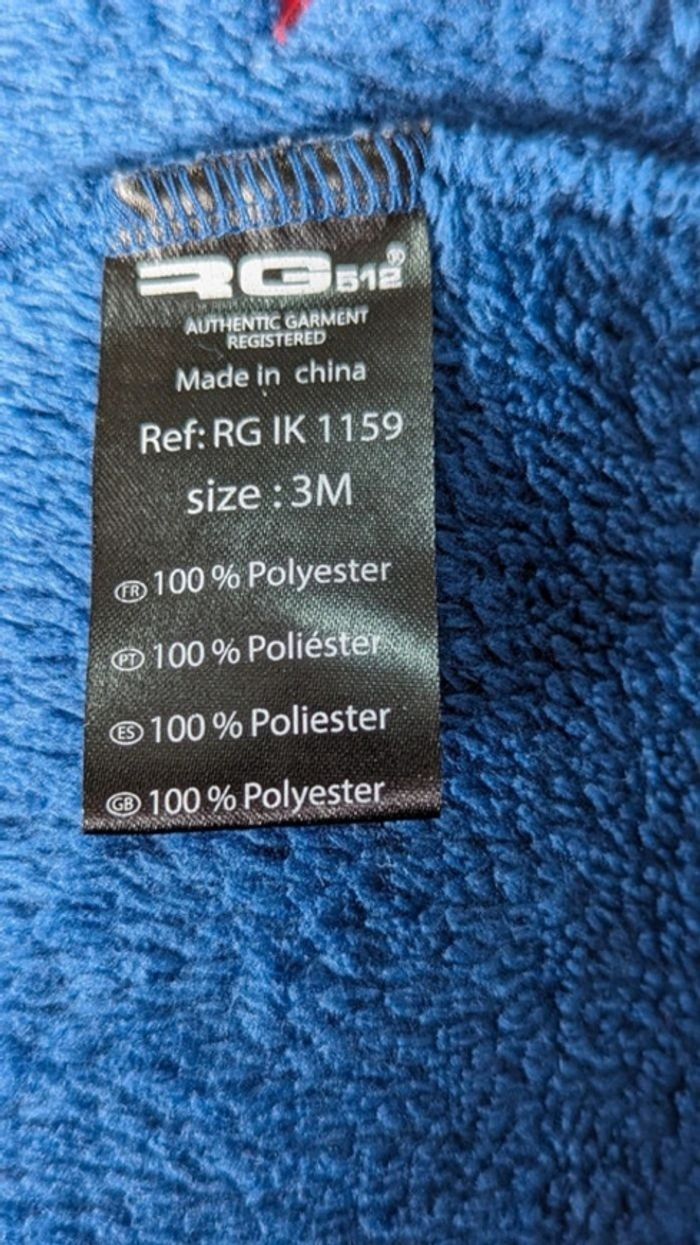 RG512®
AUTHENTIC GARMENT
REGISTERED
Made in china
Ref: RG IK 1159
size : 3M
FR 100 % Polyester
PT 100 % Poliéster
ES 100 % Poliester
GB 100 % Polyester